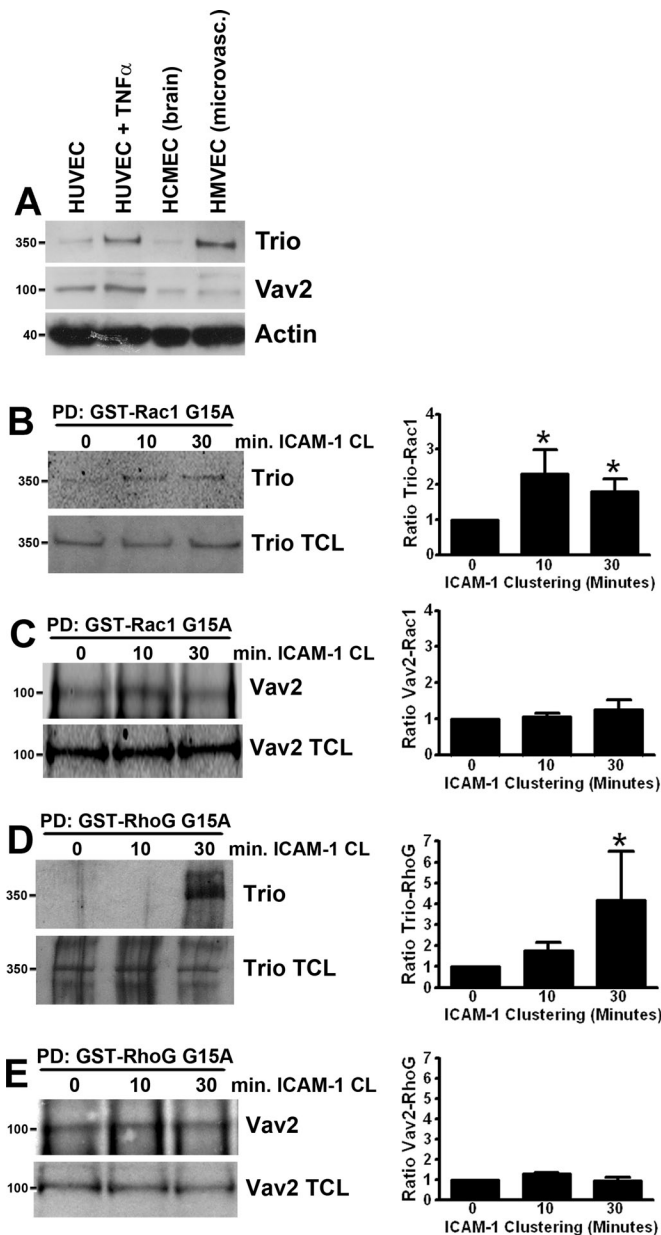 A
HUVEC
HUVEC + TNFα
HCMEC (brain)
HMVEC (microvasc.)
350
Trio
100
Vav2
40
Actin
B
PD: GST-Rac1 G15A
0 10 30 min. ICAM-1 CL
350
Trio
350
Trio TCL
Ratio Trio-Rac1
4
3
2
1
0
* *
0 10 30
ICAM-1 Clustering (Minutes)
C
PD: GST-Rac1 G15A
0 10 30 min. ICAM-1 CL
100
Vav2
100
Vav2 TCL
Ratio Vav2-Rac1
4
3
2
1
0
0 10 30
ICAM-1 Clustering (Minutes)
D
PD: GST-RhoG G15A
0 10 30 min. ICAM-1 CL
350
Trio
350
Trio TCL
Ratio Trio-RhoG
7
6
5
4
3
2
1
0
*
0 10 30
ICAM-1 Clustering (Minutes)
E
PD: GST-RhoG G15A
0 10 30 min. ICAM-1 CL
100
Vav2
100
Vav2 TCL
Ratio Vav2-RhoG
7
6
5
4
3
2
1
0
0 10 30
ICAM-1 Clustering (Minutes)